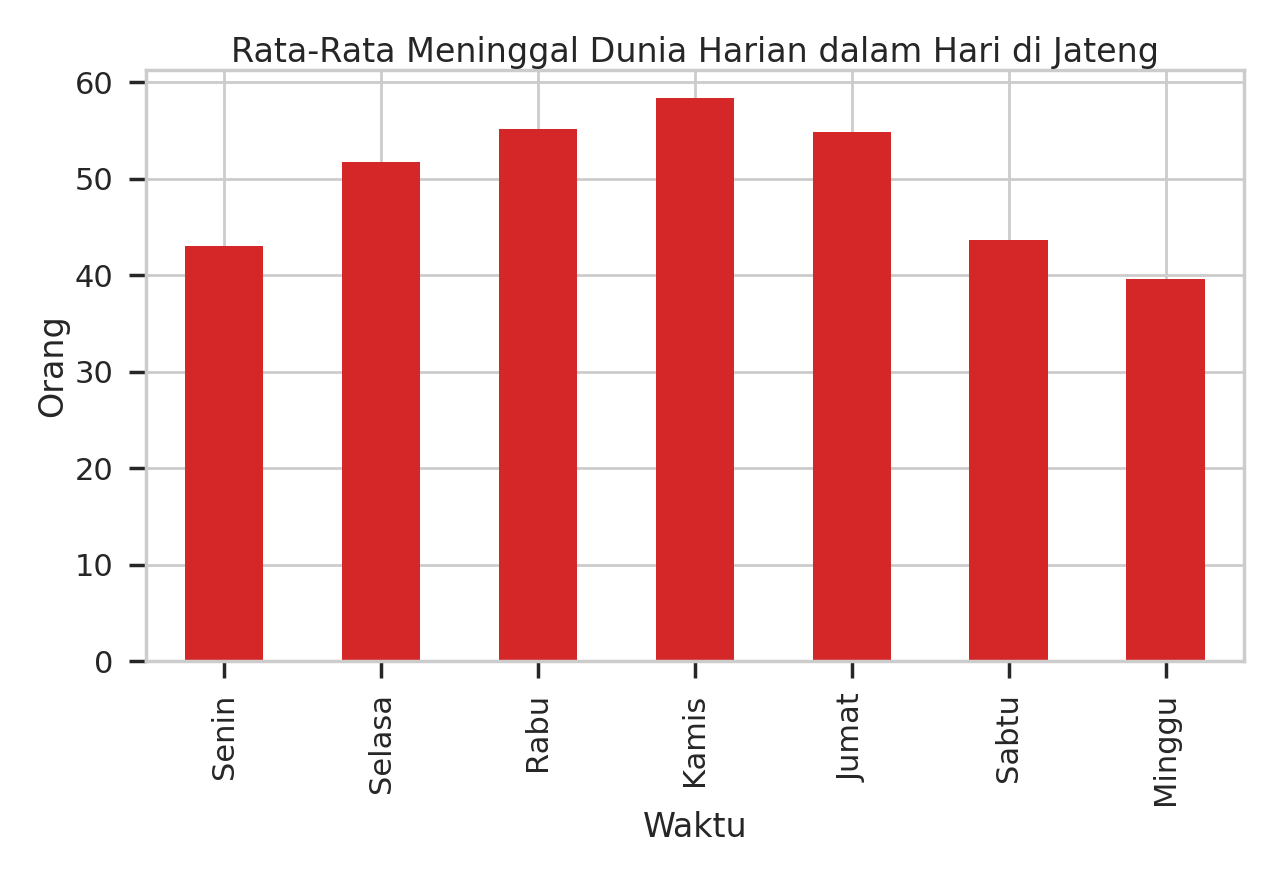 Rata-Rata Meninggal Dunia Harian dalam Hari di Jateng
60
50
40
30
20
10
0
Orang
Senin
Selasa
Rabu
Kamis
Jumat
Sabtu
Minggu
Waktu